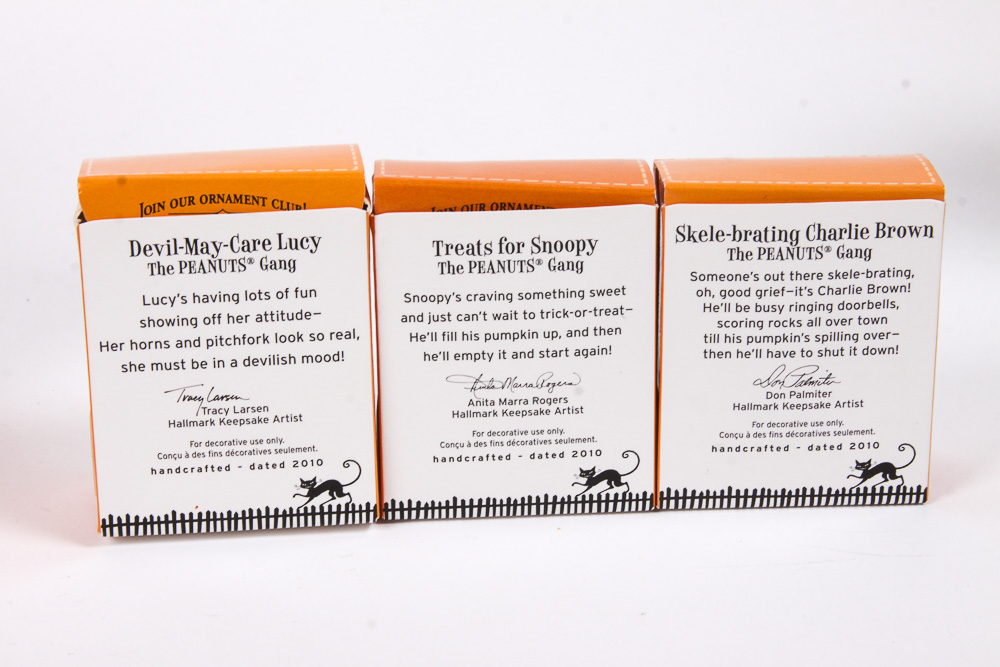 JOIN OUR ORNAMENT CLUB!
Devil-May-Care Lucy
The PEANUTS® Gang
Lucy's having lots of fun
showing off her attitude—
Her horns and pitchfork look so real,
she must be in a devilish mood!
Tracy Larsen
Tracy Larsen
Hallmark Keepsake Artist
For decorative use only.
Conçu à des fins décoratives seulement.
handcrafted - dated 2010
JOIN OUR ORNAMEN
Treats for Snoopy
The PEANUTS® Gang
Snoopy's craving something sweet
and just can't wait to trick-or-treat—
He'll fill his pumpkin up, and then
he'll empty it and start again!
Anita Marra Rogers
Anita Marra Rogers
Hallmark Keepsake Artist
For decorative use only.
Conçu à des fins décoratives seulement.
handcrafted - dated 2010
Skele-brating Charlie Brown
The PEANUTS® Gang
Someone's out there skele-brating,
oh, good grief—it's Charlie Brown!
He'll be busy ringing doorbells,
scoring rocks all over town
till his pumpkin's spilling over—
then he'll have to shut it down!
Don Palmiter
Don Palmiter
Hallmark Keepsake Artist
For decorative use only.
Conçu à des fins décoratives seulement.
handcrafted - dated 2010